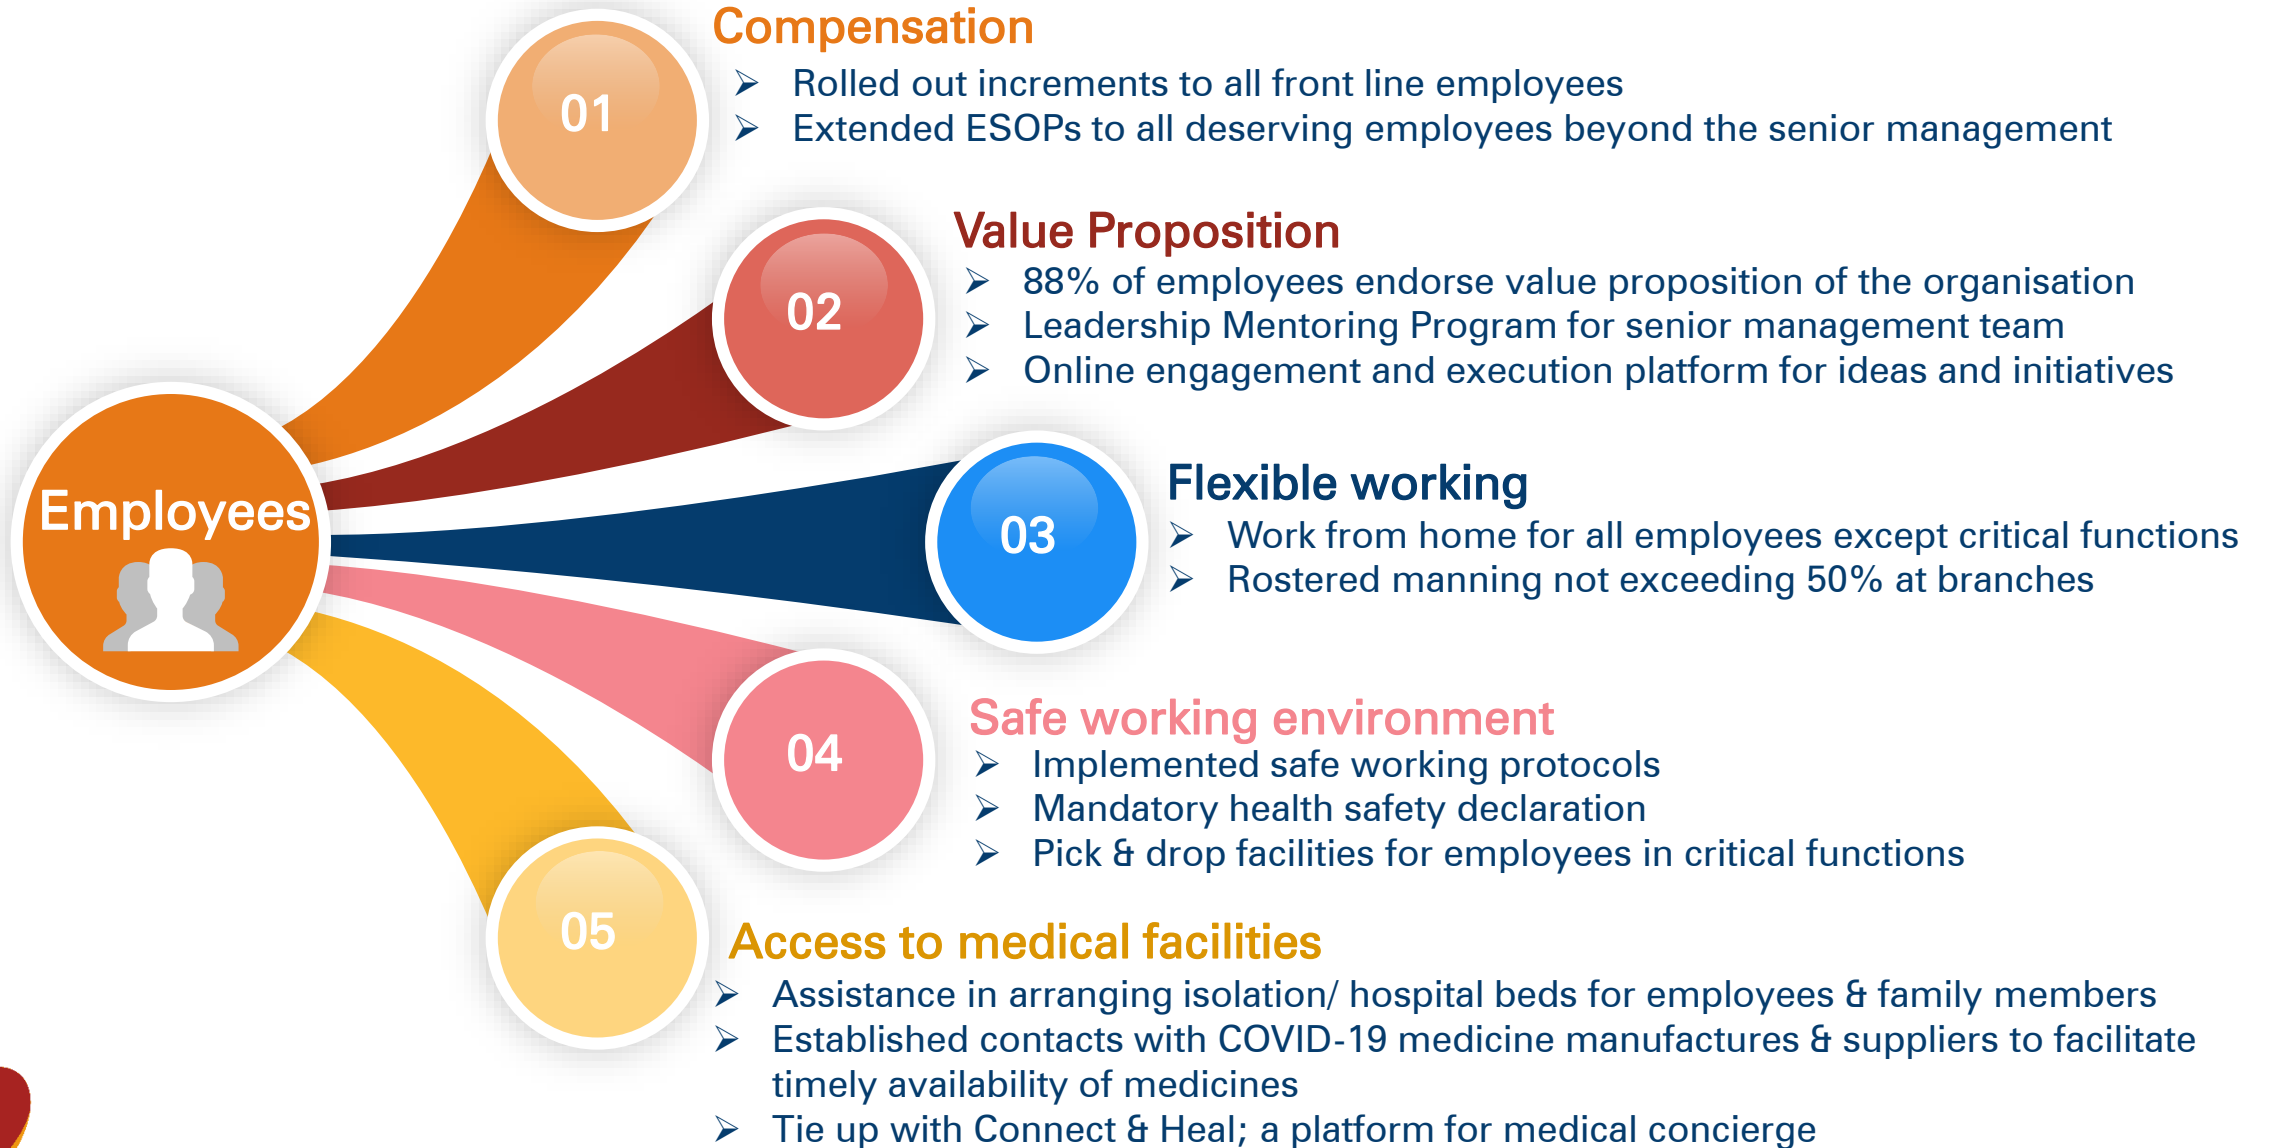 Compensation
01
➢ Rolled out increments to all front line employees
➢ Extended ESOPs to all deserving employees beyond the senior management
Value Proposition
02
➢ 88% of employees endorse value proposition of the organisation
➢ Leadership Mentoring Program for senior management team
➢ Online engagement and execution platform for ideas and initiatives
Employees
Flexible working
03
➢ Work from home for all employees except critical functions
➢ Rostered manning not exceeding 50% at branches
Safe working environment
04
➢ Implemented safe working protocols
➢ Mandatory health safety declaration
➢ Pick & drop facilities for employees in critical functions
05
Access to medical facilities
➢ Assistance in arranging isolation/ hospital beds for employees & family members
➢ Established contacts with COVID-19 medicine manufactures & suppliers to facilitate
timely availability of medicines
➢ Tie up with Connect & Heal; a platform for medical concierge